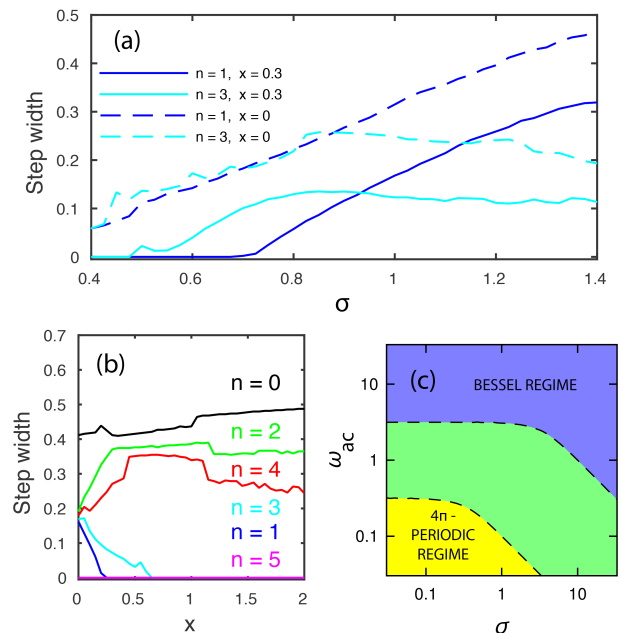 (a)
0.5
0.4
0.3
0.2
0.1
0
Step width
n = 1, x = 0.3
n = 3, x = 0.3
n = 1, x = 0
n = 3, x = 0
0.4 0.6 0.8 1 1.2 1.4
σ
(b)
0.7
0.6
0.5
0.4
0.3
0.2
0.1
0
Step width
n = 0
n = 2
n = 4
n = 3
n = 1
n = 5
0 0.5 1 1.5 2
x
(c)
10
1
0.1
ωac
BESSEL REGIME
4π -
PERIODIC
REGIME
0.1 1 10
σ